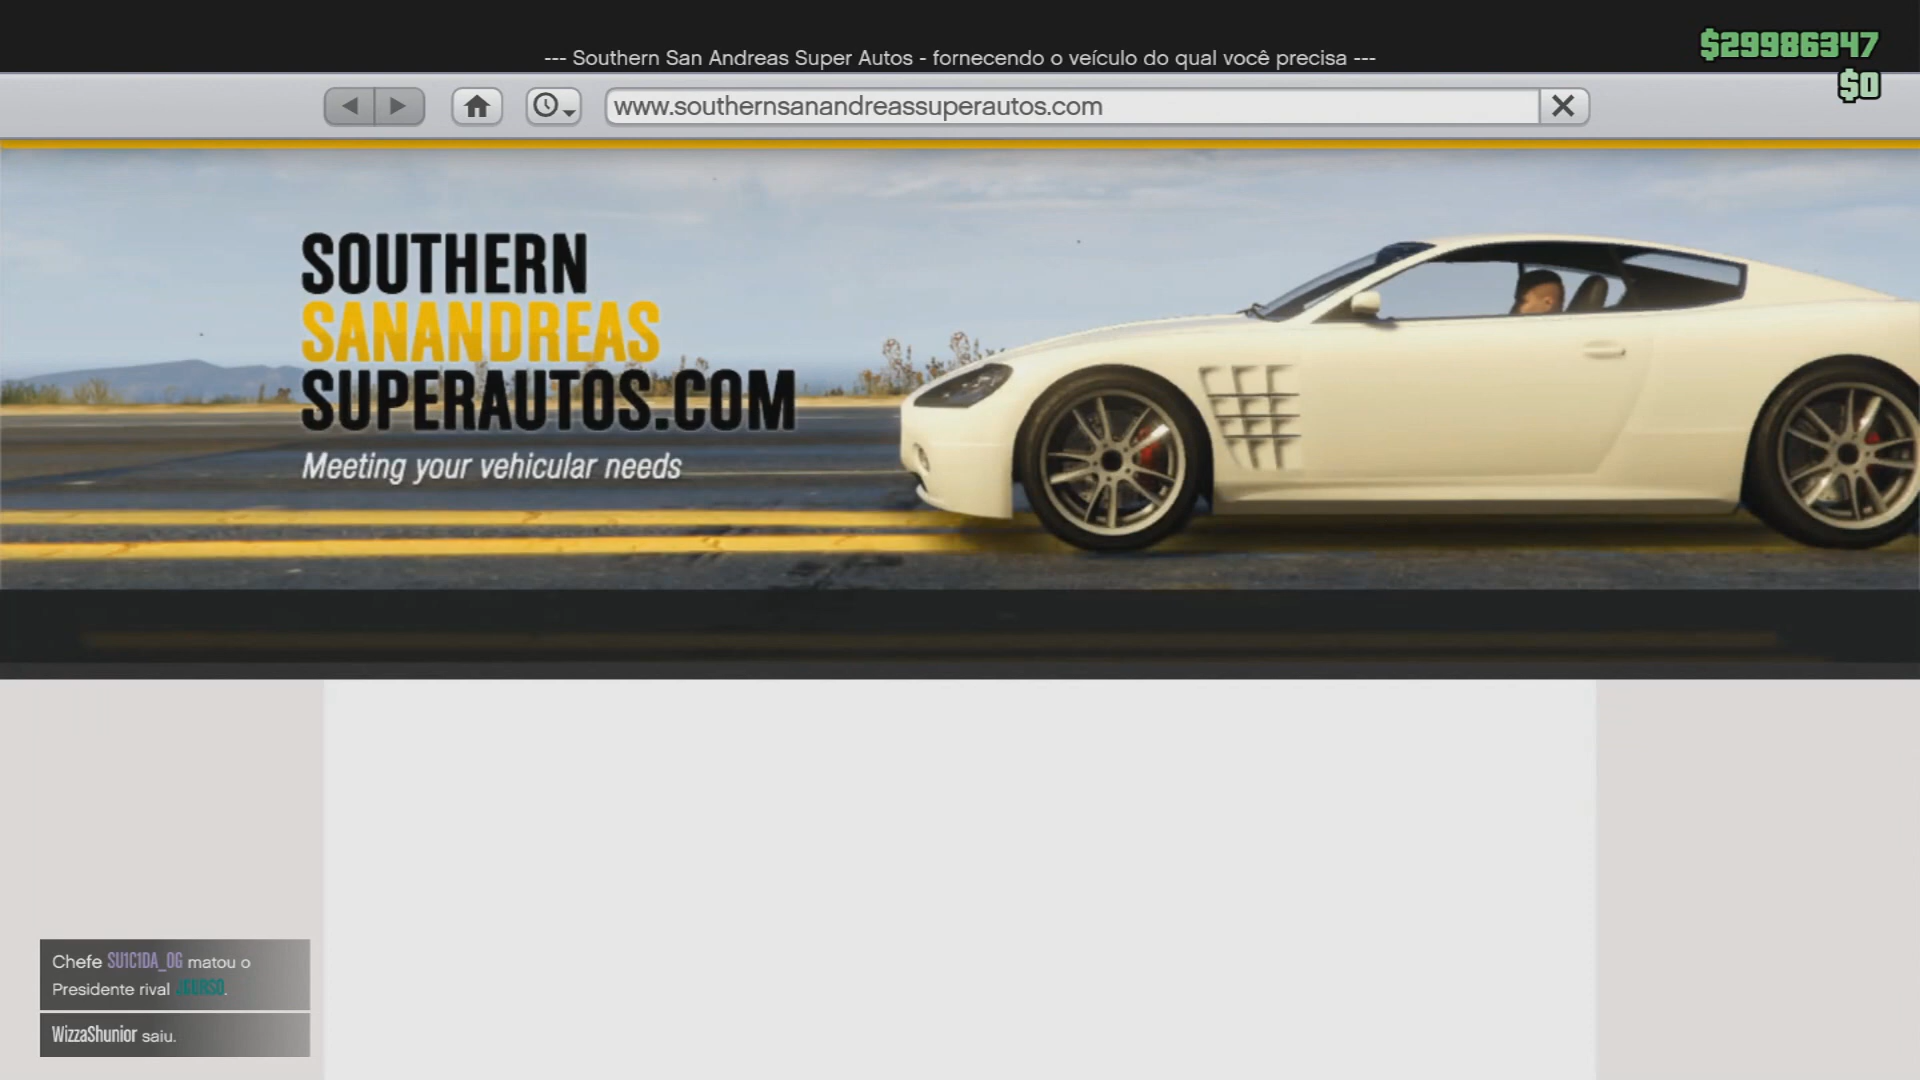 --- Southern San Andreas Super Autos - fornecendo o veículo do qual você precisa ---
$29986347
$0
www.southernsanandreassuperautos.com
SOUTHERN
SANANDREAS
SUPERAUTOS.COM
Meeting your vehicular needs
Chefe SU1C1DA_OG matou o
Presidente rival
WizzaShunior saiu.